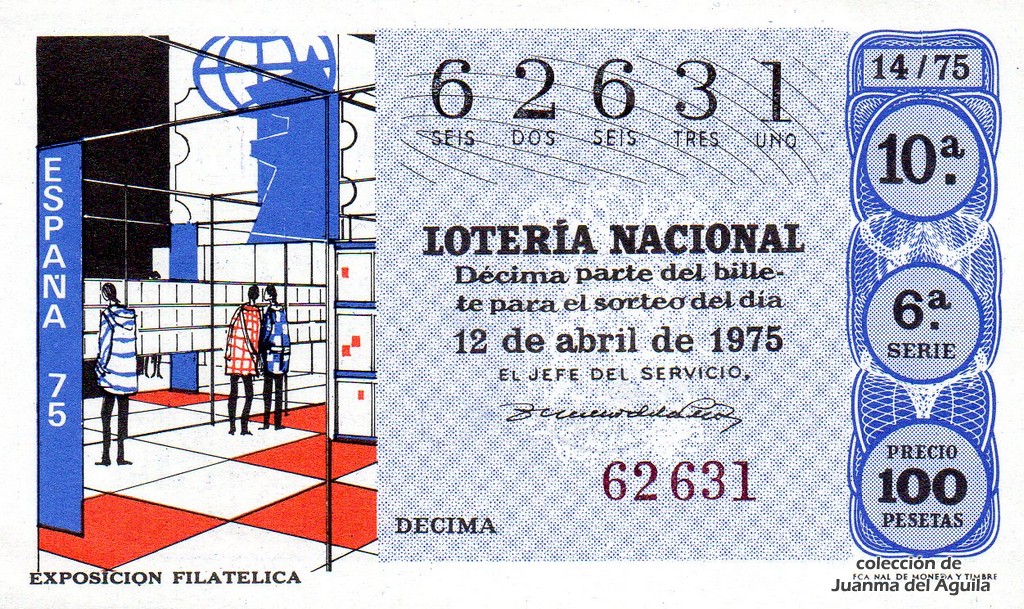 ESPAÑA 75
EXPOSICION FILATELICA
62631
SEIS DOS SEIS TRES UNO
LOTERÍA NACIONAL
Décima parte del bille-
te para el sorteo del día
12 de abril de 1975
EL JEFE DEL SERVICIO,
62631
DECIMA
14/75
10ª.
6ª.
SERIE
PRECIO
100
PESETAS
FCA NAL DE MONEDA Y TIMBRE
colección de
Juanma del Aguila